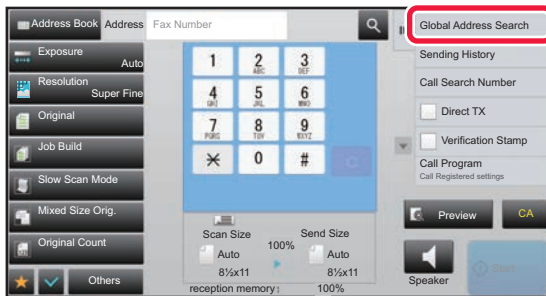 Address Book Address Fax Number
Global Address Search
Exposure
Auto
Resolution
Super Fine
Original
Job Build
Slow Scan Mode
Mixed Size Orig.
Original Count
Others
1
2
ABC
3
DEF
4
GHI
5
JKL
6
MNO
7
PQRS
8
TUV
9
WXYZ
0
#
C
Scan Size
Auto
8½x11
100%
Send Size
Auto
8½x11
reception memory: 100%
Sending History
Call Search Number
Direct TX
Verification Stamp
Call Program
Call Registered settings
Preview
CA
Speaker
Start